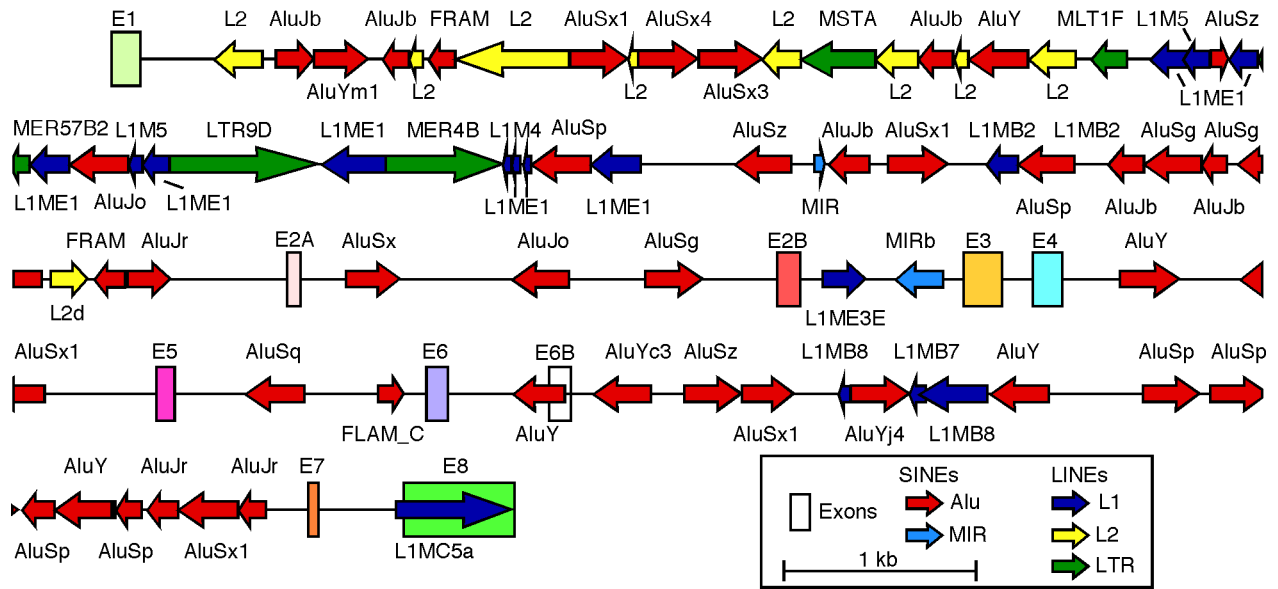 E1 L2 AluJb AluJb FRAM L2 AluSx1 AluSx4 L2 MSTA AluJb AluY MLT1F L1M5 AluSz
AluYm1 L2 L2 AluSx3 L2 L2 L2 L1ME1
MER57B2 L1M5 LTR9D L1ME1 MER4B L1M4 AluSp AluSz AluJb AluSx1 L1MB2 L1MB2 AluSg AluSg
L1ME1 AluJo L1ME1 L1ME1 L1ME1 MIR AluSp AluJb AluJb
FRAM AluJr E2A AluSx AluJo AluSg E2B MIRb E3 E4 AluY
L2d L1ME3E
AluSx1 E5 AluSq E6 E6B AluYc3 AluSz L1MB8 L1MB7 AluY AluSp AluSp
FLAM_C AluY AluSx1 AluYj4 L1MB8
AluY AluJr AluJr E7 E8
AluSp AluSp AluSx1 L1MC5a
SINEs LINEs
Exons Alu L1
MIR L2
1 kb LTR